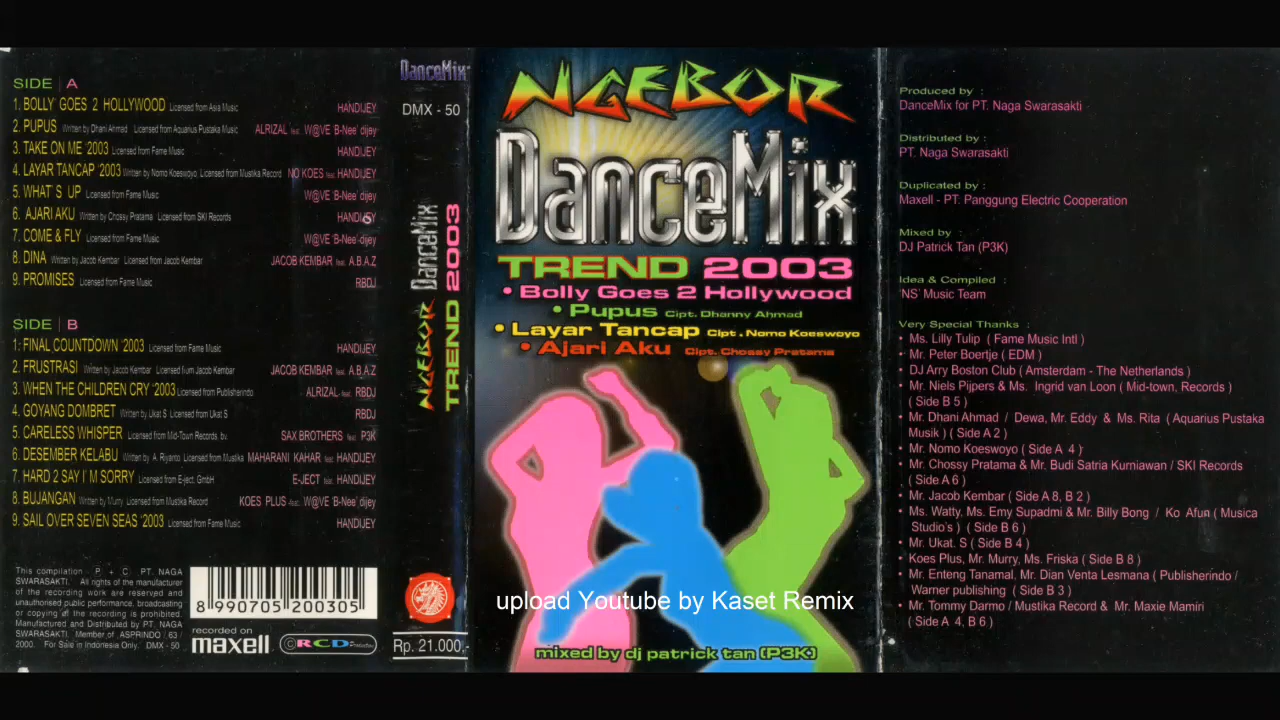 SIDE | A
1. BOLLY GOES 2 HOLLYWOOD Licensed from Asia Music HANDIJEY
2. PUPUS Written by Dhani Ahmad Licensed from Aquarius Pustaka Music ALRIZAL feat. W@VE 'B-Nee' dijey
3. TAKE ON ME '2003 Licensed from Fame Music HANDIJEY
4. LAYAR TANCAP '2003 Written by Nomo Koeswoyo, Licensed from Mustika Record NO KOES feat. HANDIJEY
5. WHAT'S UP Licensed from Fame Music W@VE 'B-Nee' dijey
6. AJARI AKU Written by Chossy Pratama Licensed from SKI Records HANDIJEY
7. COME & FLY Licensed from Fame Music W@VE 'B-Nee' dijey
8. DINA Written by Jacob Kembar Licensed from Jacob Kembar JACOB KEMBAR feat. A.B.A.Z
9. PROMISES Licensed from Fame Music RBDJ
SIDE | B
1. FINAL COUNTDOWN '2003 Licensed from Fame Music HANDIJEY
2. FRUSTRASI Written by Jacob Kembar Licensed from Jacob Kembar JACOB KEMBAR feat. A.B.A.Z
3. WHEN THE CHILDREN CRY '2003 Licensed from Publisherindo ALRIZAL feat. RBDJ
4. GOYANG DOMBRET Written by Ukat S Licensed from Ukat S RBDJ
5. CARELESS WHISPER Licensed from Mid-Town Records bv. SAX BROTHERS feat. P3K
6. DESEMBER KELABU Written by A. Riyanto Licensed from Mustika MAHARANI KAHAR feat. HANDIJEY
7. HARD 2 SAY I'M SORRY Licensed from E-ject. GmbH E-JECT feat. HANDIJEY
8. BUJANGAN Written by Murry Licensed from Mustika Record KOES PLUS feat. W@VE 'B-Nee' dijey
9. SAIL OVER SEVEN SEAS '2003 Licensed from Fame Music HANDIJEY
This compilation - P + C PT. NAGA
SWARASAKTI. All rights of the manufacturer
of the recording work are reserved and
unauthorised public performance, broadcasting
or copying of the recording is prohibited.
Manufactured and Distributed by PT. NAGA
SWARASAKTI. Member of ASPRINDO / 63 /
2000. For Sale in Indonesia Only. DMX - 50
8 990705 200305
recorded on
maxell
RCD Production
DanceMix
DMX - 50
NGEBOR DanceMix
TREND 2003
Rp. 21.000,-
NGEBOR
DanceMix
TREND 2003
• Bolly Goes 2 Hollywood
• Pupus Cipt. Dhanny Ahmad
• Layar Tancap Cipt. Nomo Koeswoyo
• Ajari Aku Cipt. Chossy Pratama
upload Youtube by Kaset Remix
mixed by dj patrick tan (P3K)
Produced by :
DanceMix for PT. Naga Swarasakti
Distributed by :
PT. Naga Swarasakti
Duplicated by :
Maxell - PT. Panggung Electric Cooperation
Mixed by :
DJ Patrick Tan (P3K)
Idea & Compiled :
'NS' Music Team
Very Special Thanks :
• Ms. Lilly Tulip ( Fame Music Intl )
• Mr. Peter Boertje ( EDM )
• DJ Arry Boston Club ( Amsterdam - The Netherlands )
• Mr. Niels Pijpers & Ms. Ingrid van Loon ( Mid-town, Records )
( Side B 5 )
• Mr. Dhani Ahmad / Dewa, Mr. Eddy & Ms. Rita ( Aquarius Pustaka
Musik ) ( Side A 2 )
• Mr. Nomo Koeswoyo ( Side A 4 )
• Mr. Chossy Pratama & Mr. Budi Satria Kurniawan / SKI Records
( Side A 6 )
• Mr. Jacob Kembar ( Side A 8, B 2 )
• Ms. Watty, Ms. Emy Supadmi & Mr. Billy Bong / Ko Afun ( Musica
Studio's ) ( Side B 6 )
• Mr. Ukat. S ( Side B 4 )
• Koes Plus, Mr. Murry, Ms. Friska ( Side B 8 )
• Mr. Enteng Tanamal, Mr. Dian Venta Lesmana ( Publisherindo /
Warner publishing ( Side B 3 )
• Mr. Tommy Darmo / Mustika Record & Mr. Maxie Mamiri
( Side A 4, B 6 )